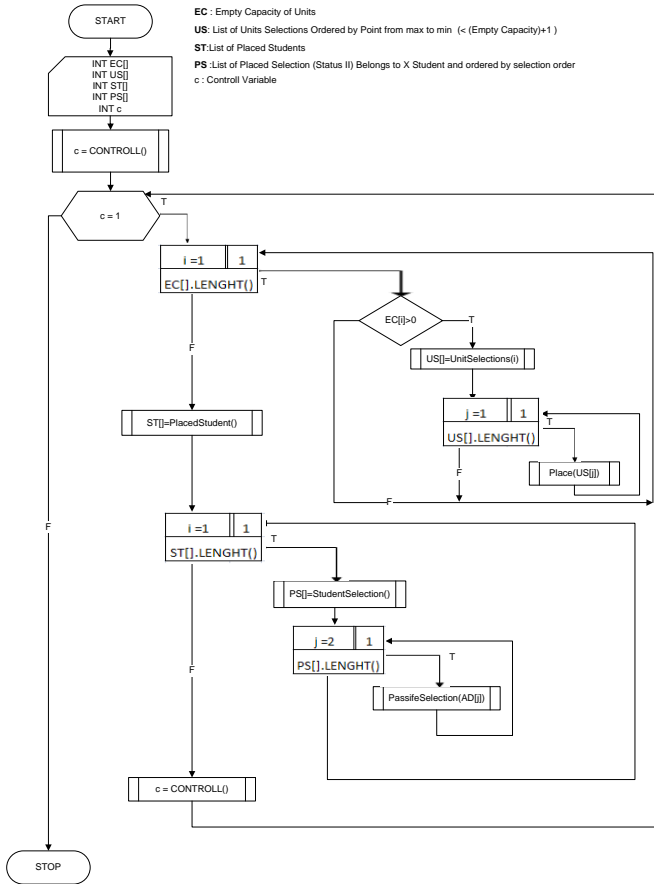 START
EC : Empty Capacity of Units
US: List of Units Selections Ordered by Point from max to min (< (Empty Capacity)+1 )
ST:List of Placed Students
PS :List of Placed Selection (Status II) Belongs to X Student and ordered by selection order
c : Controll Variable
INT EC[]
INT US[]
INT ST[]
INT PS[]
INT c
c = CONTROLL()
c = 1
T
i =1 1
EC[].LENGHT()
T
F
EC[i]>0
T
US[]=UnitSelections(i)
j =1 1
US[].LENGHT()
T
F
Place(US[j])
F
ST[]=PlacedStudent()
F
i =1 1
ST[].LENGHT()
T
PS[]=StudentSelection()
j =2 1
PS[].LENGHT()
T
F
PassifeSelection(AD[j])
c = CONTROLL()
STOP